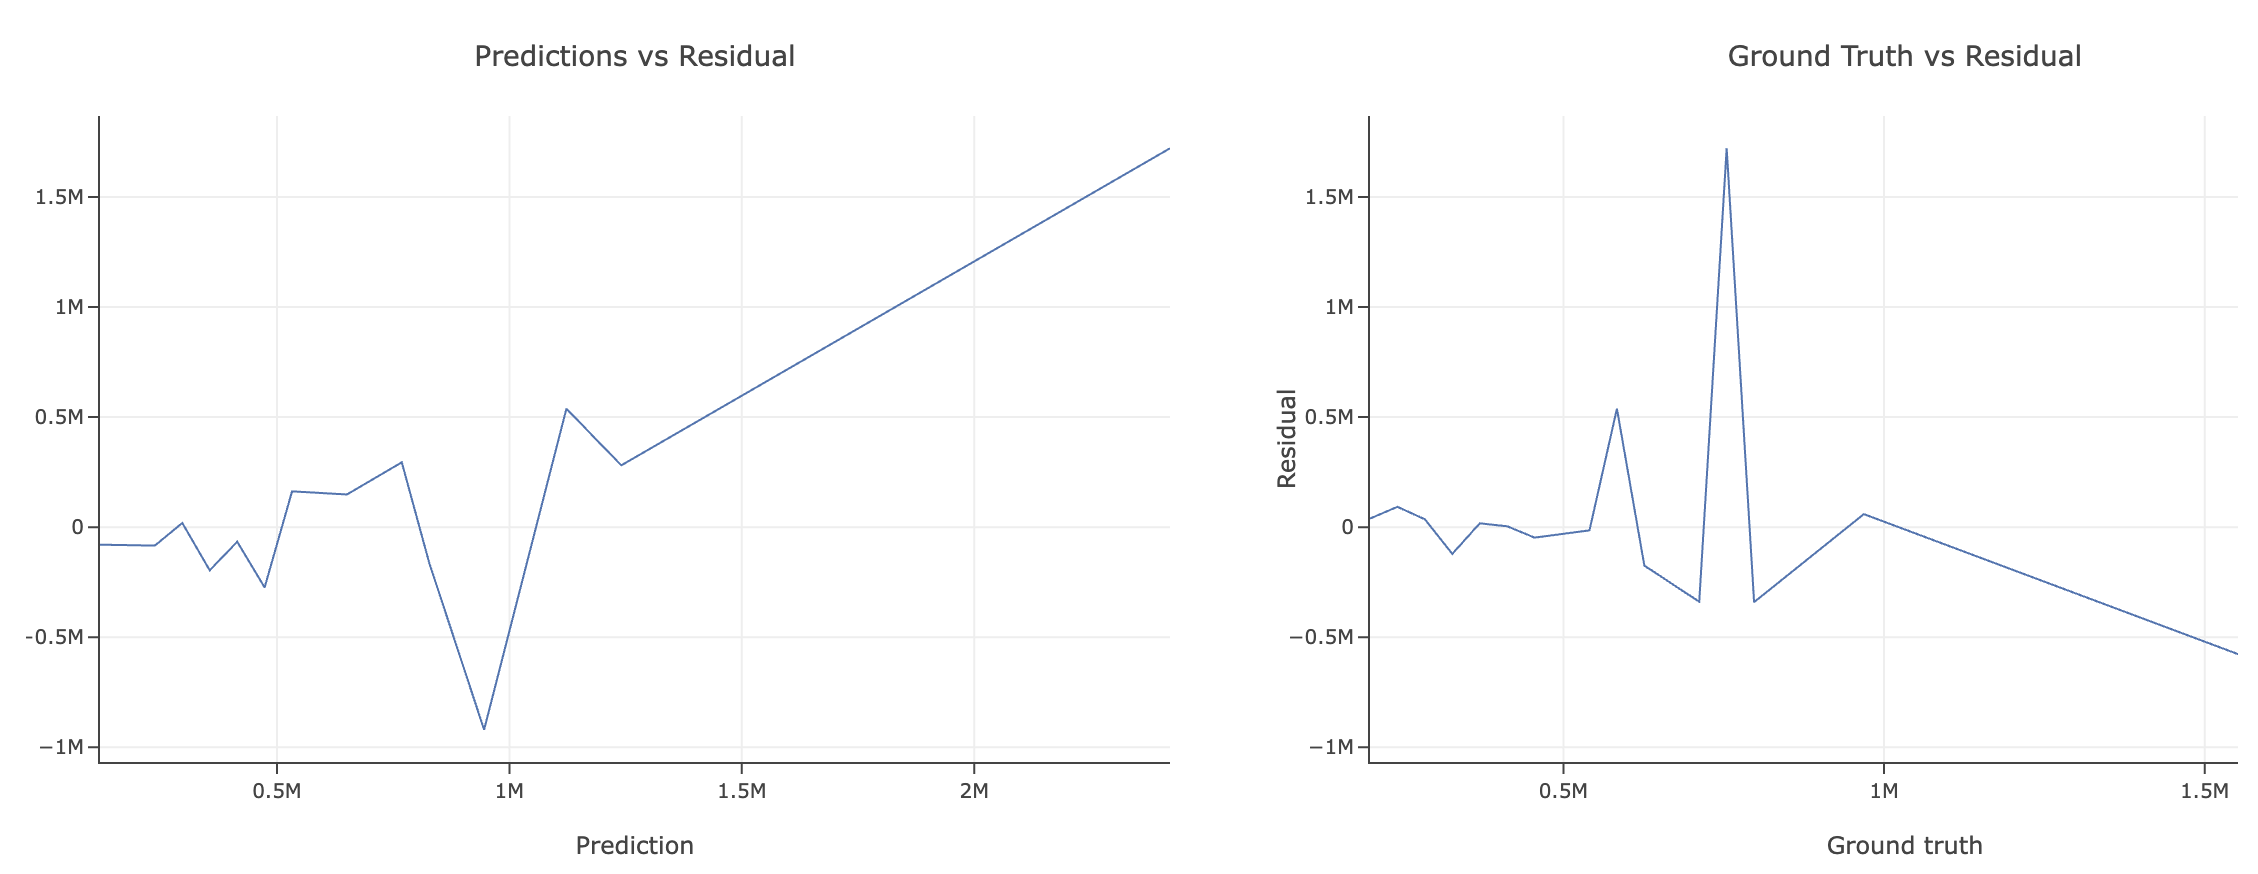 Predictions vs Residual
1.5M
1M
0.5M
0
-0.5M
−1M
0.5M
1M
1.5M
2M
Prediction
Ground Truth vs Residual
Residual
1.5M
1M
0.5M
0
−0.5M
−1M
0.5M
1M
1.5M
Ground truth